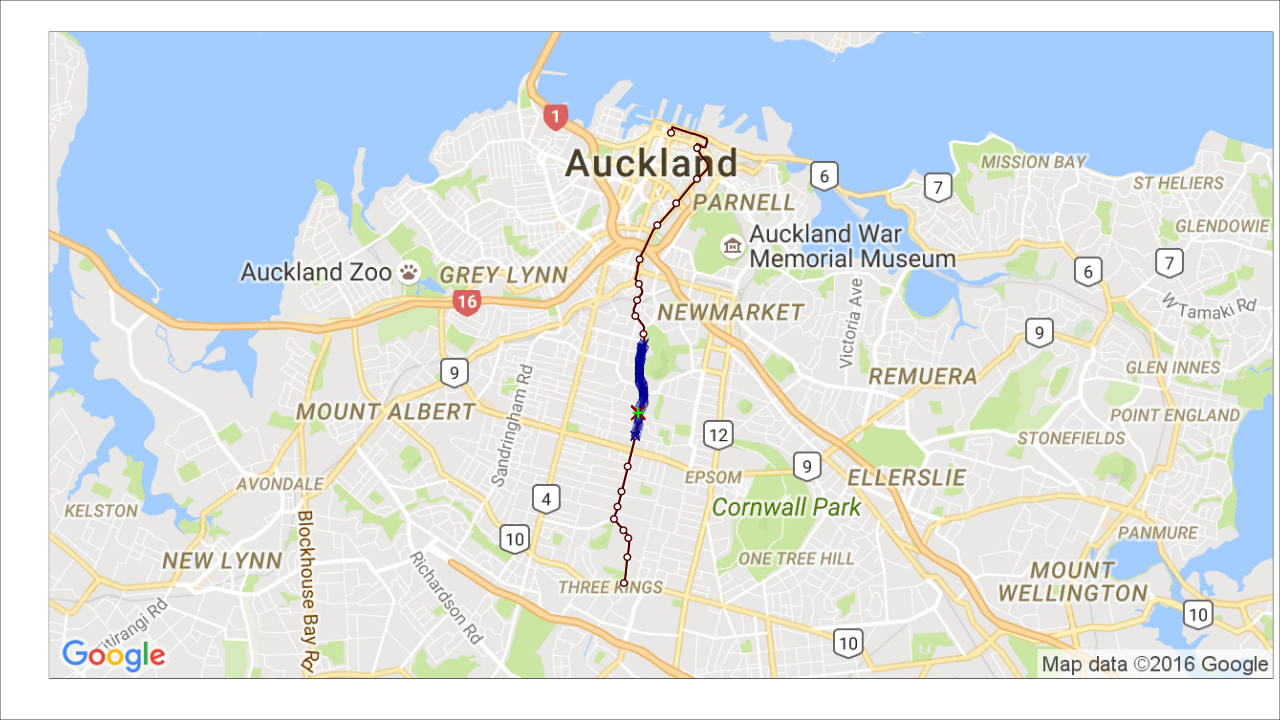 1
Auckland
6
MISSION BAY
7
ST HELIERS
PARNELL
GLENDOWIE
Auckland War
Memorial Museum
Auckland Zoo
GREY LYNN
6
7
16
NEWMARKET
Victoria Ave
W Tamaki Rd
9
9
REMUERA
GLEN INNES
Sandringham Rd
MOUNT ALBERT
POINT ENGLAND
12
STONEFIELDS
9
EPSOM
ELLERSLIE
AVONDALE
4
KELSTON
Cornwall Park
Blockhouse Bay Rd
10
PANMURE
NEW LYNN
ONE TREE HILL
Richardson Rd
THREE KINGS
MOUNT
WELLINGTON
10
10
Titirangi Rd
Google
Map data ©2016 Google